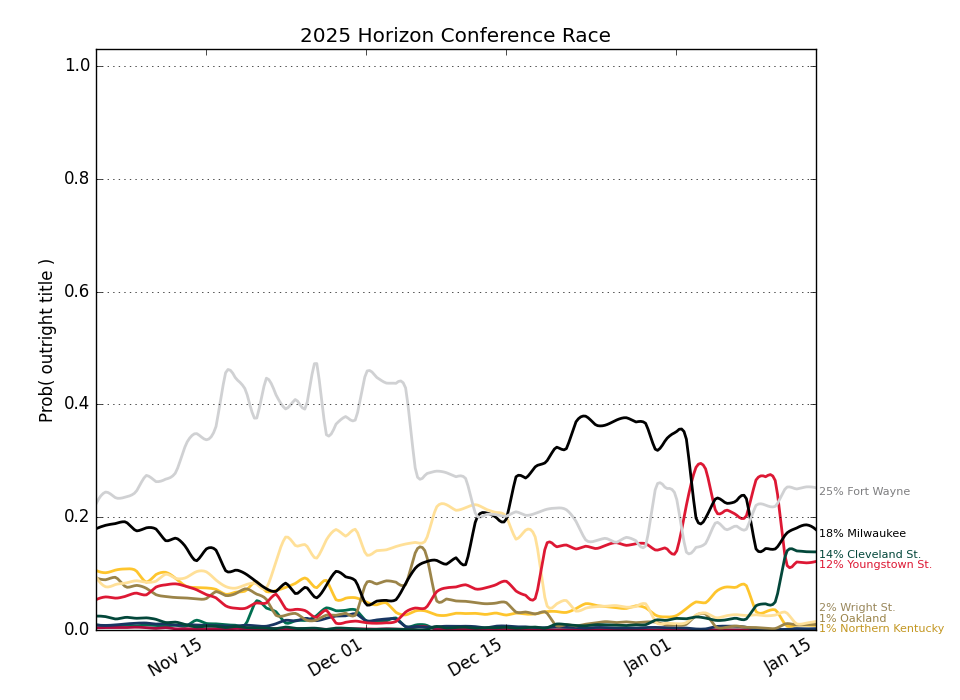 2025 Horizon Conference Race
Prob( outright title )
1.0
0.8
0.6
0.4
0.2
0.0
Nov 15
Dec 01
Dec 15
Jan 01
Jan 15
25% Fort Wayne
18% Milwaukee
14% Cleveland St.
12% Youngstown St.
2% Wright St.
1% Oakland
1% Northern Kentucky